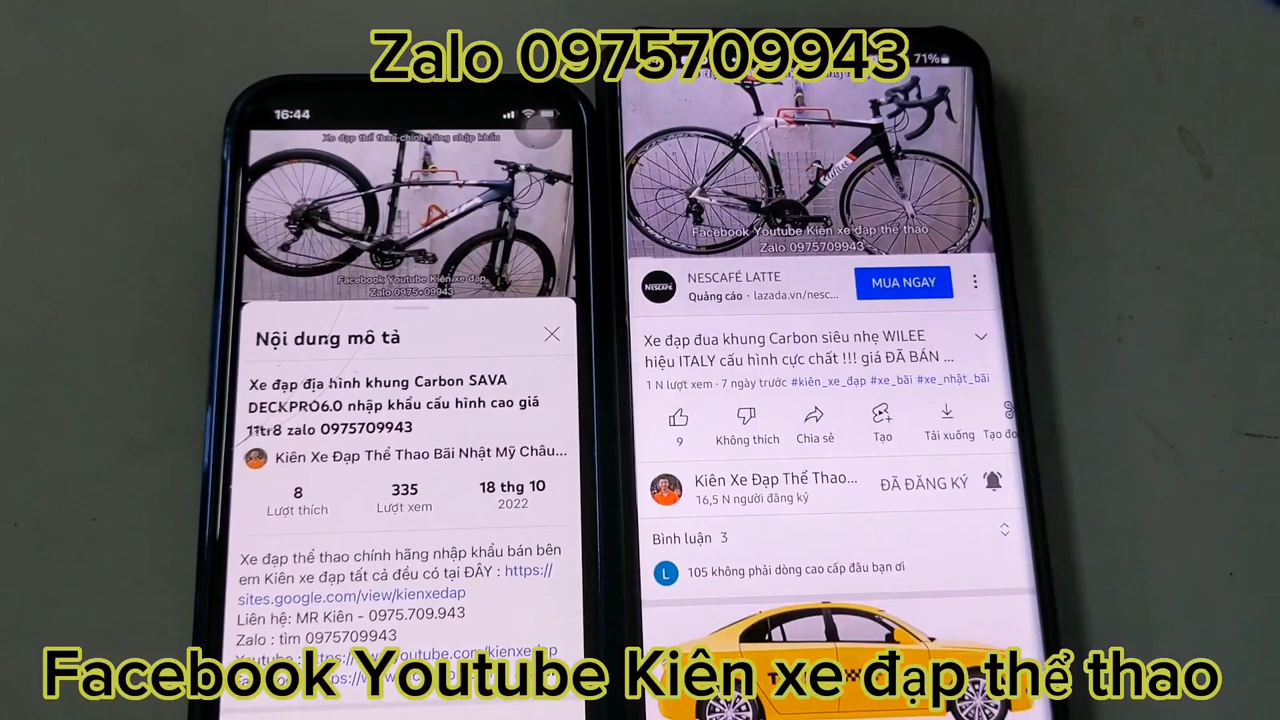 Zalo 0975709943
16:44
Xe đạp thể thao chính hãng nhập khẩu
Facebook Youtube Kiên xe đạp
Zalo 0975+09943
Nội dung mô tả
Xe đạp địa hình khung Carbon SAVA
DECKPRO6.0 nhập khẩu cấu hình cao giá
11tr8 zalo 0975709943
Kiên Xe Đạp Thể Thao Bãi Nhật Mỹ Châu...
8
Lượt thích
335
Lượt xem
18 thg 10
2022
Xe đạp thể thao chính hãng nhập khẩu bán bên
em Kiên xe đạp tất cả đều có tại ĐÂY : https://
sites.google.com/view/kienxedap
Liên hệ: MR Kiên - 0975.709.943
Zalo : tìm 0975709943
71%
WILEE
Facebook Youtube Kiên xe đạp thể thao
Zalo 0975709943
NESCAFÉ
NESCAFÉ LATTE
Quảng cáo · lazada.vn/nesc...
MUA NGAY
Xe đạp đua khung Carbon siêu nhẹ WILEE
hiệu ITALY cấu hình cực chất !!! giá ĐÃ BÁN ...
1 N lượt xem · 7 ngày trước #kiên_xe_đạp #xe_bãi #xe_nhật_bãi
9
Không thích
Chia sẻ
Tạo
Tải xuống
Tạo đo
Kiên Xe Đạp Thể Thao...
16,5 N người đăng ký
ĐÃ ĐĂNG KÝ
Bình luận 3
L
105 không phải dòng cao cấp đâu bạn ơi
Facebook Youtube Kiên xe đạp thể thao